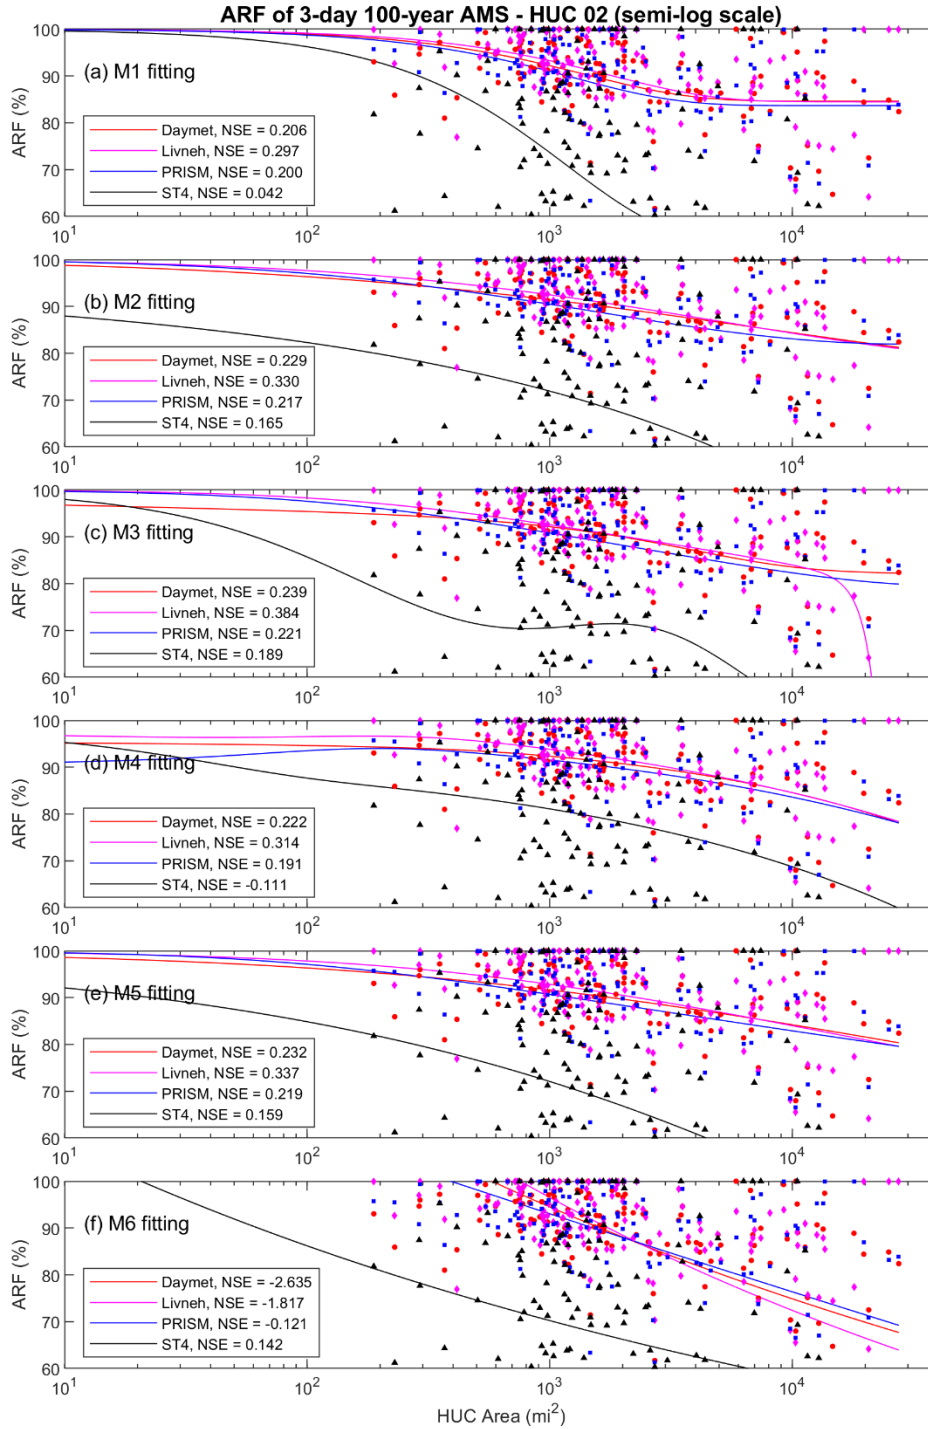 ARF of 3-day 100-year AMS - HUC 02 (semi-log scale)
100
90
80
70
60
ARF (%)
(a) M1 fitting
Daymet, NSE = 0.206
Livneh, NSE = 0.297
PRISM, NSE = 0.200
ST4, NSE = 0.042
10^1
10^2
10^3
10^4
100
90
80
70
60
ARF (%)
(b) M2 fitting
Daymet, NSE = 0.229
Livneh, NSE = 0.330
PRISM, NSE = 0.217
ST4, NSE = 0.165
10^1
10^2
10^3
10^4
100
90
80
70
60
ARF (%)
(c) M3 fitting
Daymet, NSE = 0.239
Livneh, NSE = 0.384
PRISM, NSE = 0.221
ST4, NSE = 0.189
10^1
10^2
10^3
10^4
100
90
80
70
60
ARF (%)
(d) M4 fitting
Daymet, NSE = 0.222
Livneh, NSE = 0.314
PRISM, NSE = 0.191
ST4, NSE = -0.111
10^1
10^2
10^3
10^4
100
90
80
70
60
ARF (%)
(e) M5 fitting
Daymet, NSE = 0.232
Livneh, NSE = 0.337
PRISM, NSE = 0.219
ST4, NSE = 0.159
10^1
10^2
10^3
10^4
100
90
80
70
60
ARF (%)
(f) M6 fitting
Daymet, NSE = -2.635
Livneh, NSE = -1.817
PRISM, NSE = -0.121
ST4, NSE = 0.142
10^1
10^2
10^3
10^4
HUC Area (mi^2)